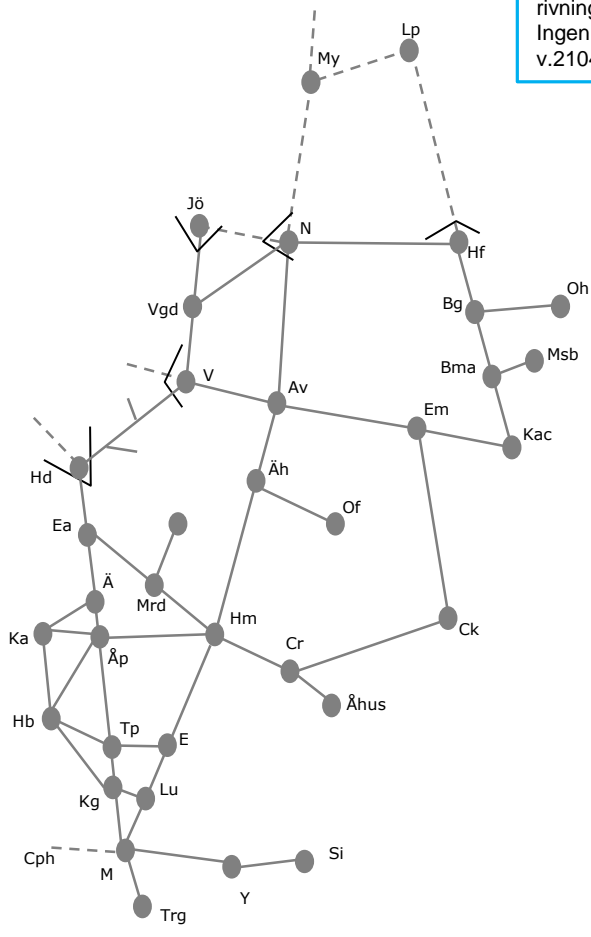 rivning
Ingen
v.2104
Lp
My
Jö
N
Hf
Vgd
Bg
Oh
Bma
Msb
V
Av
Em
Kac
Hd
Äh
Of
Ea
Ä
Mrd
Hm
Ka
Åp
Cr
Ck
Åhus
Hb
Tp
E
Kg
Lu
Cph
M
Y
Si
Trg